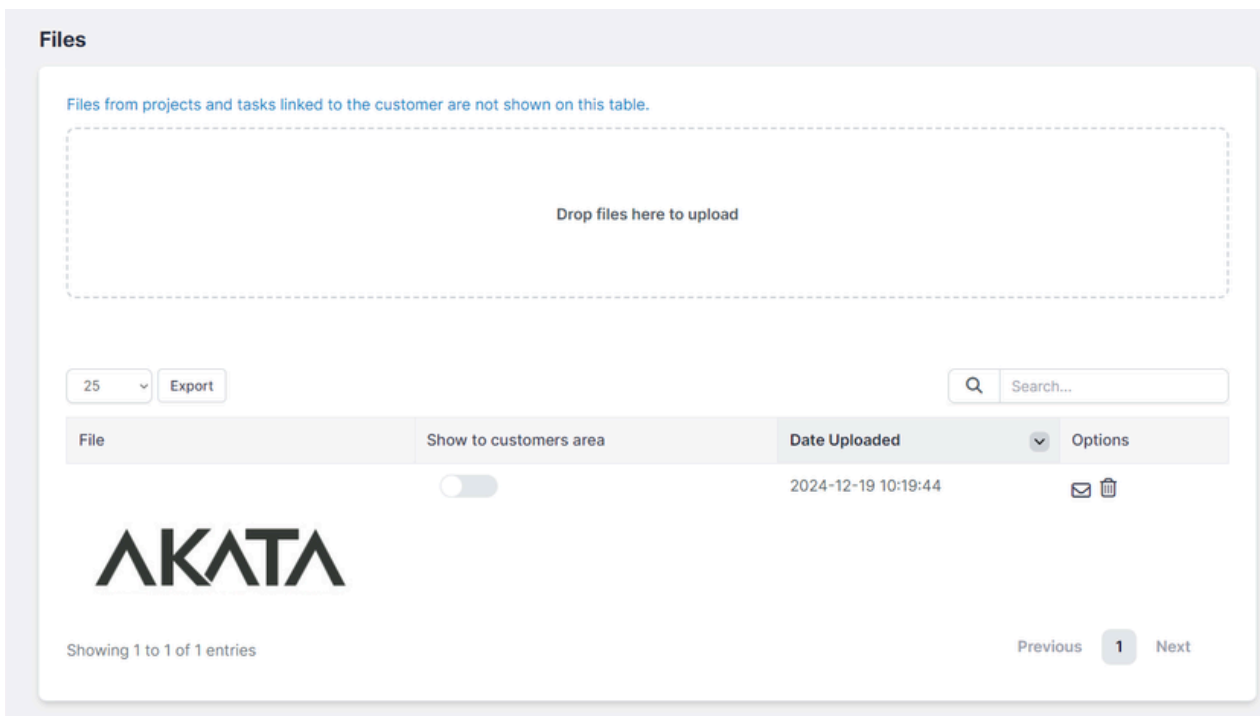 Files
Files from projects and tasks linked to the customer are not shown on this table.
Drop files here to upload
25 Export Search...
File Show to customers area Date Uploaded Options
2024-12-19 10:19:44
AKATA
Showing 1 to 1 of 1 entries Previous 1 Next